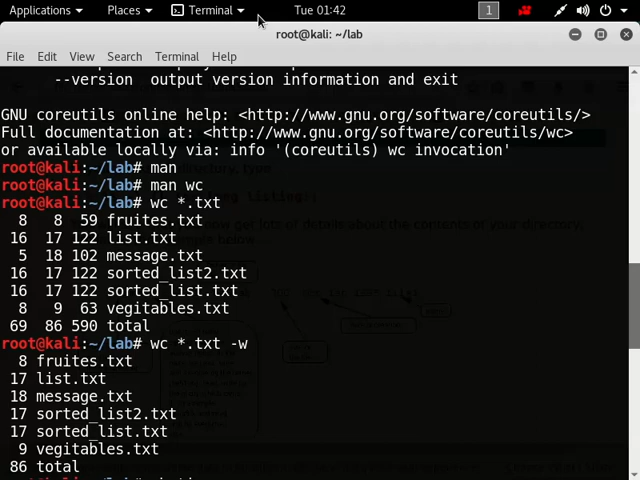 Applications Places Terminal Tue 01:42 1
root@kali: ~/lab
File Edit View Search Terminal Help
--version output version information and exit
GNU coreutils online help: <http://www.gnu.org/software/coreutils/>
Full documentation at: <http://www.gnu.org/software/coreutils/wc>
or available locally via: info '(coreutils) wc invocation'
root@kali:~/lab# man
root@kali:~/lab# man wc
root@kali:~/lab# wc *.txt
8 8 59 fruites.txt
16 17 122 list.txt
5 18 102 message.txt
16 17 122 sorted_list2.txt
16 17 122 sorted_list.txt
8 9 63 vegitables.txt
69 86 590 total
root@kali:~/lab# wc *.txt -w
8 fruites.txt
17 list.txt
18 message.txt
17 sorted_list2.txt
17 sorted_list.txt
9 vegitables.txt
86 total